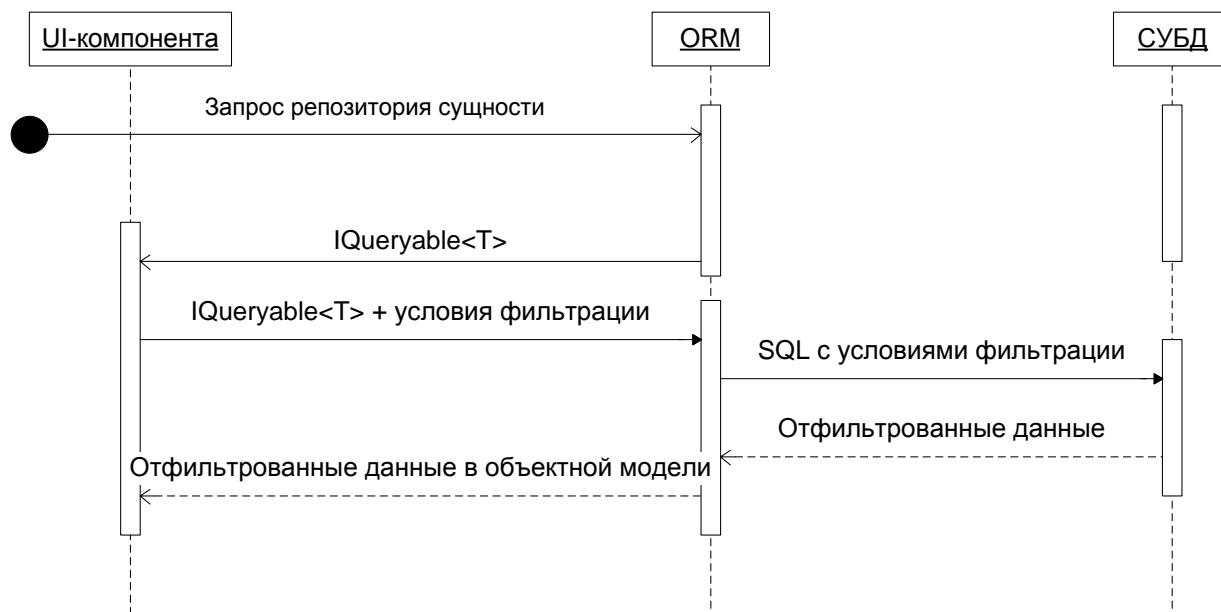 UI-компонента
ORM
СУБД
Запрос репозитория сущности
IQueryable<T>
IQueryable<T> + условия фильтрации
SQL с условиями фильтрации
Отфильтрованные данные
Отфильтрованные данные в объектной модели